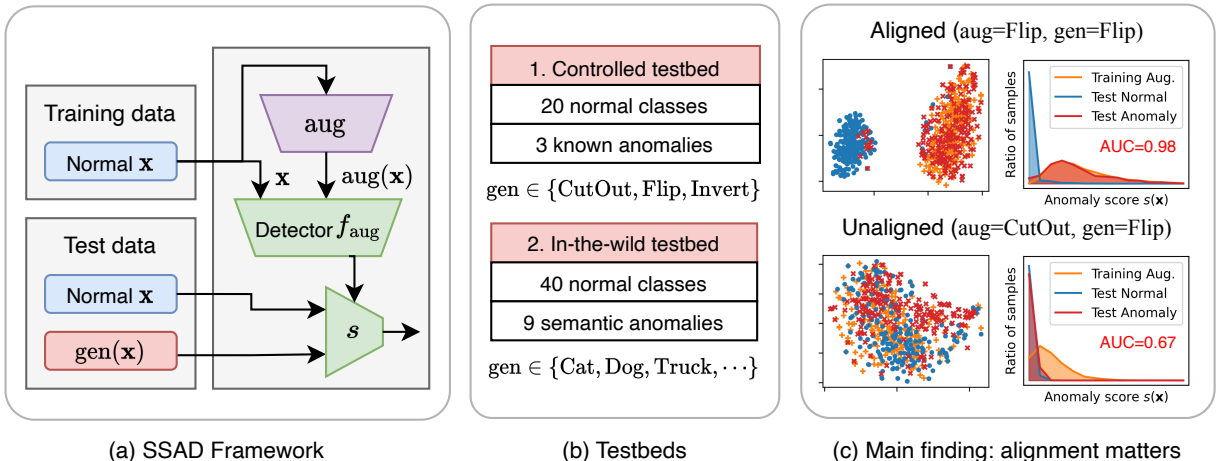 Training data
Normal x
aug
x
aug(x)
Detector f_aug
Test data
Normal x
gen(x)
s
(a) SSAD Framework
1. Controlled testbed
20 normal classes
3 known anomalies
gen ∈ {CutOut, Flip, Invert}
2. In-the-wild testbed
40 normal classes
9 semantic anomalies
gen ∈ {Cat, Dog, Truck, ⋯}
(b) Testbeds
Aligned (aug=Flip, gen=Flip)
Ratio of samples
Training Aug.
Test Normal
Test Anomaly
AUC=0.98
Anomaly score s(x)
Unaligned (aug=CutOut, gen=Flip)
Ratio of samples
Training Aug.
Test Normal
Test Anomaly
AUC=0.67
Anomaly score s(x)
(c) Main finding: alignment matters